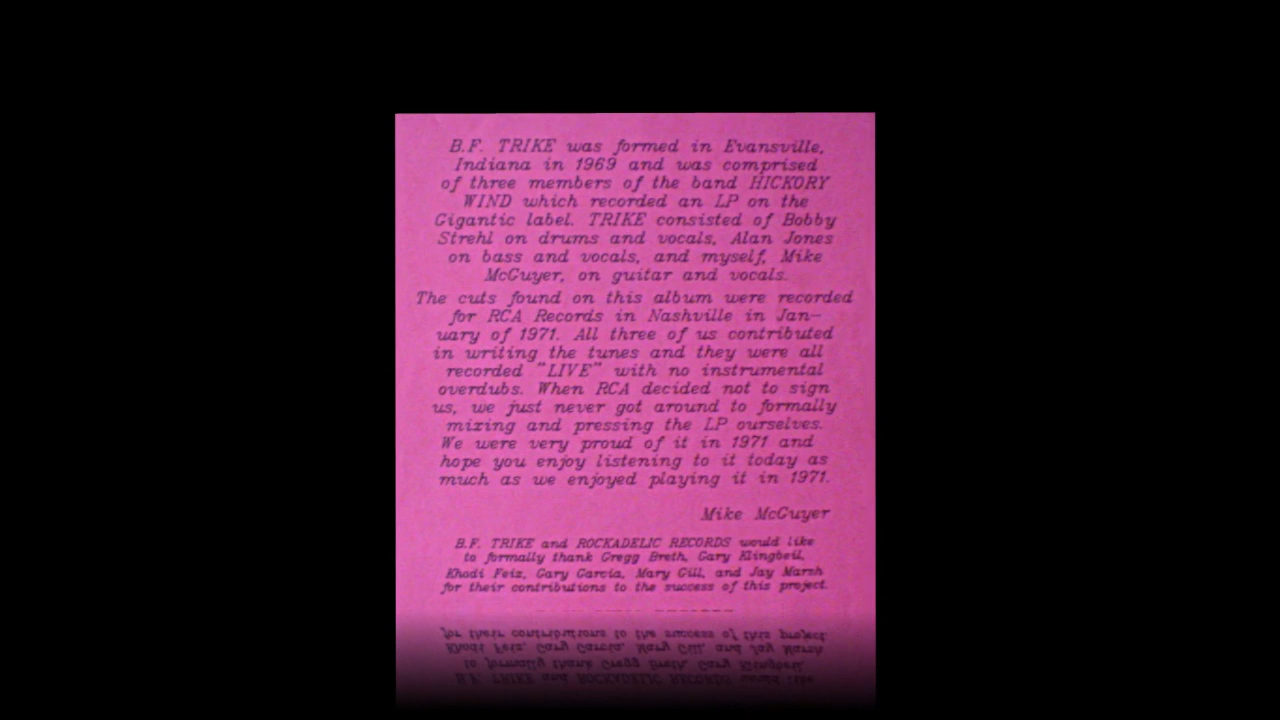 B.F. TRIKE was formed in Evansville,
Indiana in 1969 and was comprised
of three members of the band HICKORY
WIND which recorded an LP on the
Gigantic label. TRIKE consisted of Bobby
Strehl on drums and vocals, Alan Jones
on bass and vocals, and myself, Mike
McGuyer, on guitar and vocals.
The cuts found on this album were recorded
for RCA Records in Nashville in Jan-
uary of 1971. All three of us contributed
in writing the tunes and they were all
recorded "LIVE" with no instrumental
overdubs. When RCA decided not to sign
us, we just never got around to formally
mixing and pressing the LP ourselves.
We were very proud of it in 1971 and
hope you enjoy listening to it today as
much as we enjoyed playing it in 1971.
Mike McGuyer
B.F. TRIKE and ROCKADELIC RECORDS would like
to formally thank Gregg Breth, Gary Klingbeil,
Khodi Feiz, Gary Garcia, Mary Gill, and Jay Marsh
for their contributions to the success of this project.